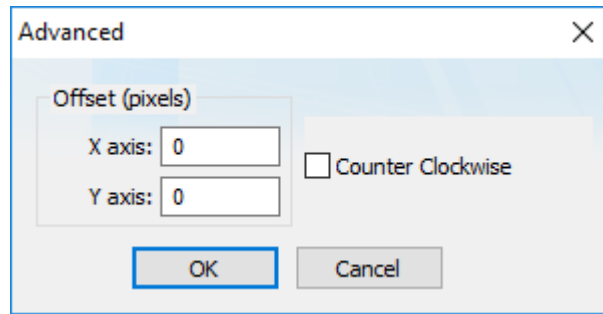 Advanced
Offset (pixels)
X axis: 0
Y axis: 0
Counter Clockwise
OK
Cancel